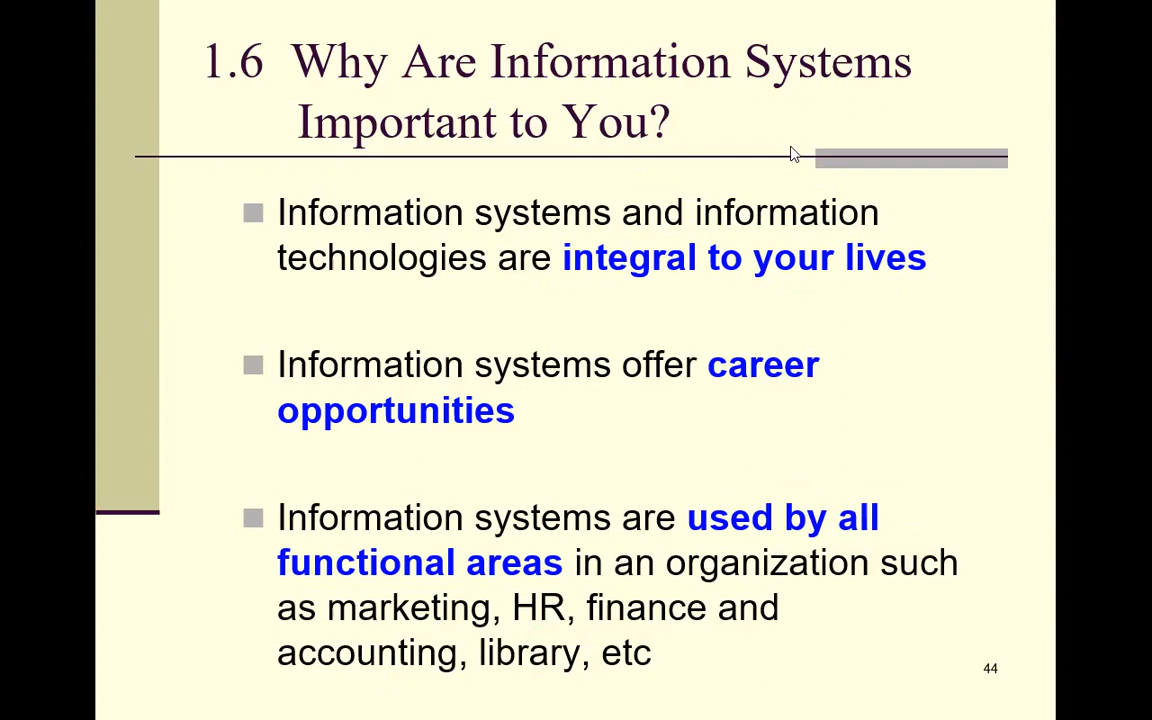 1.6 Why Are Information Systems
Important to You?
Information systems and information
technologies are integral to your lives
Information systems offer career
opportunities
Information systems are used by all
functional areas in an organization such
as marketing, HR, finance and
accounting, library, etc
44